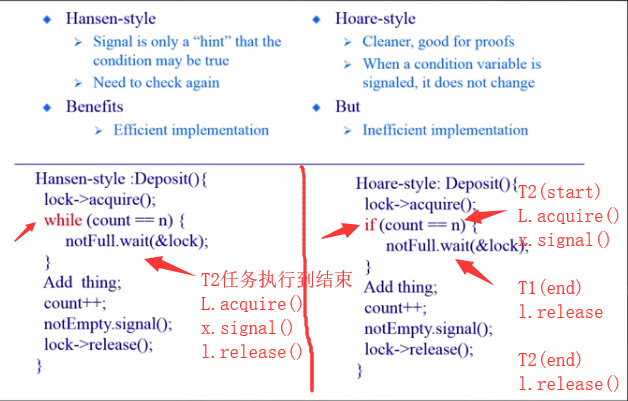 Hansen-style
Signal is only a “hint” that the
condition may be true
Need to check again
Benefits
Efficient implementation
Hoare-style
Cleaner, good for proofs
When a condition variable is
signaled, it does not change
But
Inefficient implementation
Hansen-style :Deposit(){
lock->acquire();
while (count == n) {
notFull.wait(&lock);
}
Add thing;
count++;
notEmpty.signal();
lock->release();
}
T2任务执行到结束
L.acquire()
x.signal()
l.release()
Hoare-style: Deposit(){
lock->acquire();
if (count == n) {
notFull.wait(&lock);
}
Add thing;
count++;
notEmpty.signal();
lock->release();
}
T2(start)
L.acquire()
x.signal()
T1(end)
l.release
T2(end)
l.release()